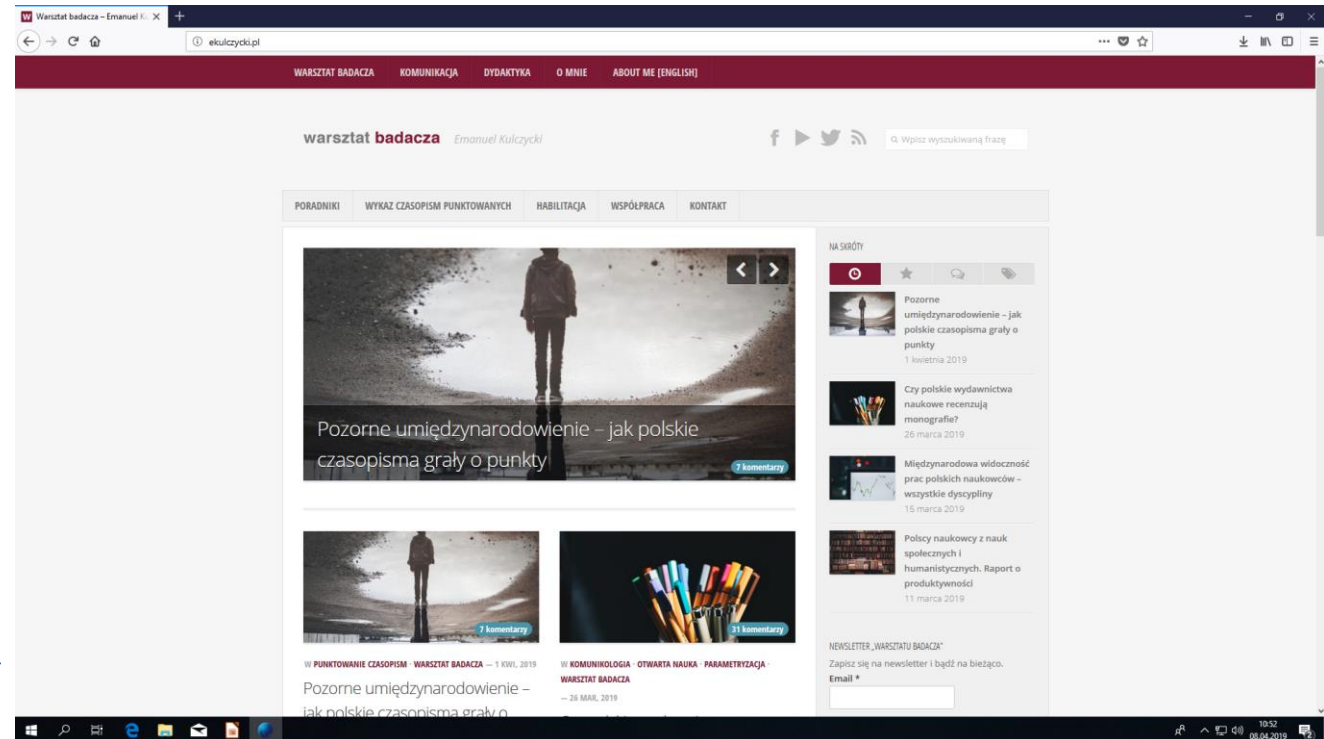 W Warsztat badacza – Emanuel
ekulczycki.pl
WARSZTAT BADACZA KOMUNIKACJA DYDAKTYKA O MNIE ABOUT ME [ENGLISH]
warsztat badacza Emanuel Kulczycki
Wpisz wyszukiwaną frazę
PORADNIKI WYKAZ CZASOPISM PUNKTOWANYCH HABILITACJA WSPÓŁPRACA KONTAKT
Pozorne umiędzynarodowienie – jak polskie
czasopisma grały o punkty
7 komentarzy
7 komentarzy
W PUNKTOWANIE CZASOPISM · WARSZTAT BADACZA — 1 KWI, 2019
Pozorne umiędzynarodowienie –
jak polskie czasopisma grały o
31 komentarzy
W KOMUNIKOLOGIA · OTWARTA NAUKA · PARAMETRYZACJA ·
WARSZTAT BADACZA
— 26 MAR, 2019
NA SKRÓTY
Pozorne
umiędzynarodowienie – jak
polskie czasopisma grały o
punkty
1 kwietnia 2019
Czy polskie wydawnictwa
naukowe recenzują
monografie?
26 marca 2019
Międzynarodowa widoczność
prac polskich naukowców –
wszystkie dyscypliny
15 marca 2019
Polscy naukowcy z nauk
społecznych i
humanistycznych. Raport o
produktywności
11 marca 2019
NEWSLETTER „WARSZTATU BADACZA"
Zapisz się na newsletter i bądź na bieżąco.
Email *
10:52
08.04.2019